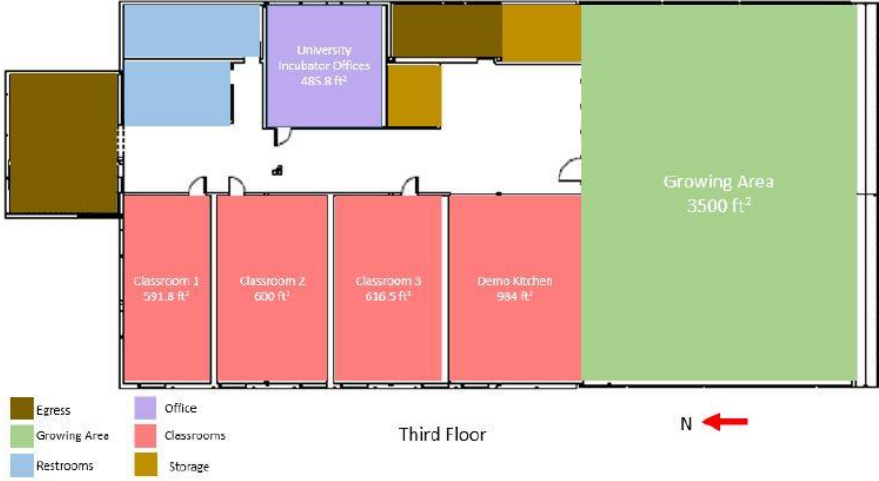 University
Incubator Offices
485.8 ft²
Growing Area
3500 ft²
Classroom 1
591.8 ft²
Classroom 2
600 ft²
Classroom 3
616.5 ft²
Demo Kitchen
984 ft²
Egress
Office
Growing Area
Classrooms
Restrooms
Storage
Third Floor
N